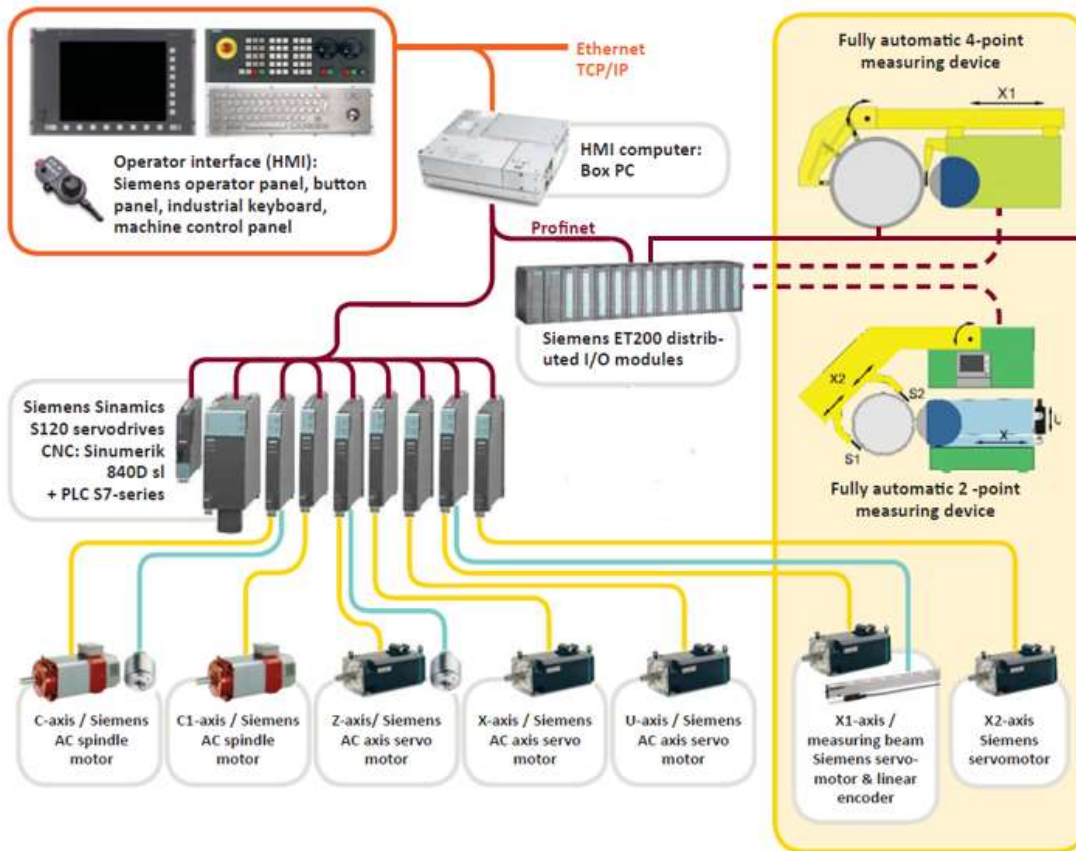 Ethernet
TCP/IP
Operator interface (HMI):
Siemens operator panel, button
panel, industrial keyboard,
machine control panel
HMI computer:
Box PC
Fully automatic 4-point
measuring device
X1
Profinet
Siemens ET200 distrib-
uted I/O modules
X2
S2
S1
X
U
Fully automatic 2 -point
measuring device
Siemens Sinamics
S120 servodrives
CNC: Sinumerik
840D sl
+ PLC S7-series
C-axis / Siemens
AC spindle
motor
C1-axis / Siemens
AC spindle
motor
Z-axis/ Siemens
AC axis servo
motor
X-axis / Siemens
AC axis servo
motor
U-axis / Siemens
AC axis servo
motor
X1-axis /
measuring beam
Siemens servo-
motor & linear
encoder
X2-axis
Siemens
servomotor